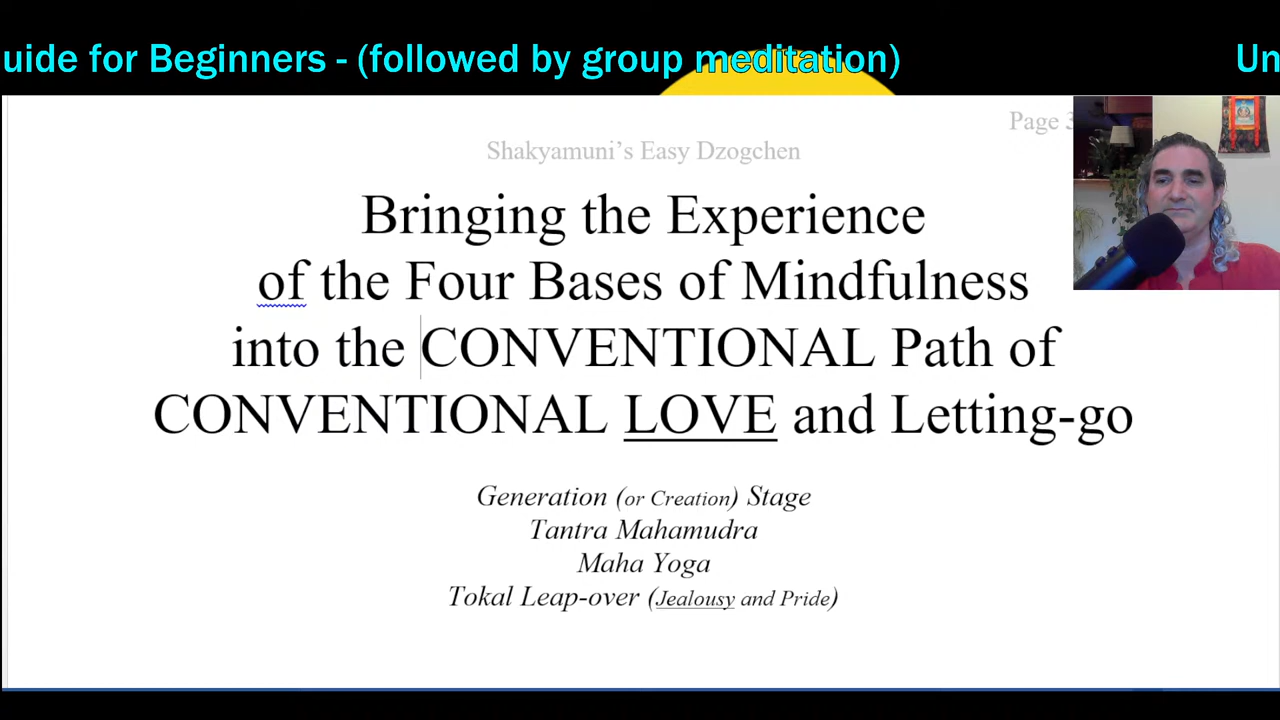 uide for Beginners - (followed by group meditation)
Un
Page 3
Shakyamuni's Easy Dzogchen
Bringing the Experience
of the Four Bases of Mindfulness
into the CONVENTIONAL Path of
CONVENTIONAL LOVE and Letting-go
Generation (or Creation) Stage
Tantra Mahamudra
Maha Yoga
Tokal Leap-over (Jealousy and Pride)